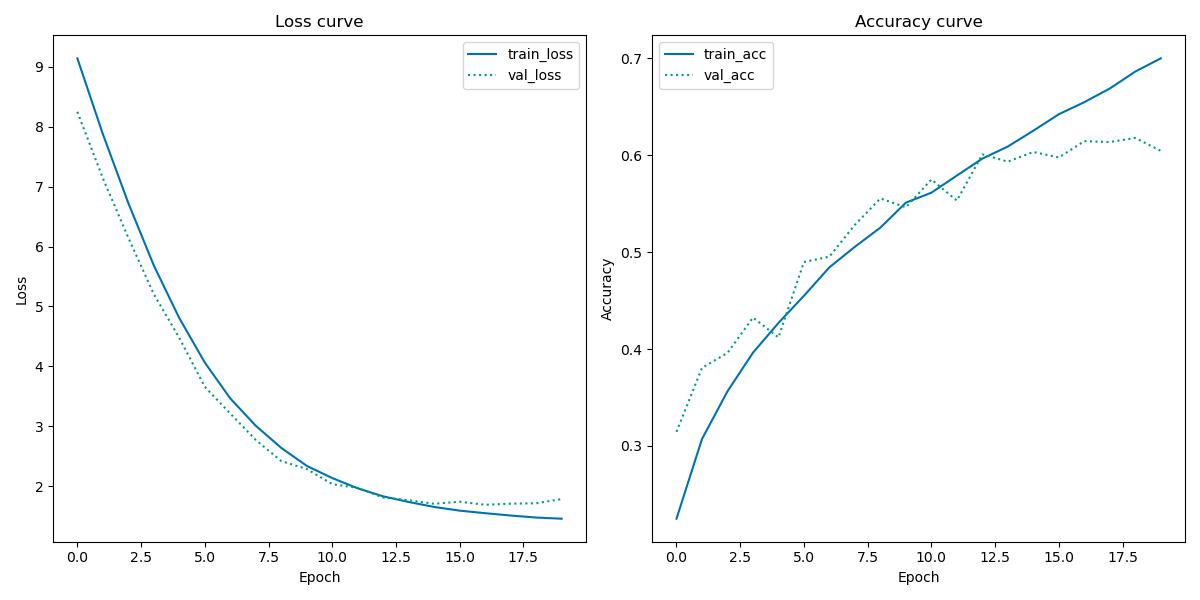 Loss curve
train_loss
val_loss
9
8
7
6
5
4
3
2
Loss
0.0 2.5 5.0 7.5 10.0 12.5 15.0 17.5
Epoch
Accuracy curve
train_acc
val_acc
0.7
0.6
0.5
0.4
0.3
Accuracy
0.0 2.5 5.0 7.5 10.0 12.5 15.0 17.5
Epoch